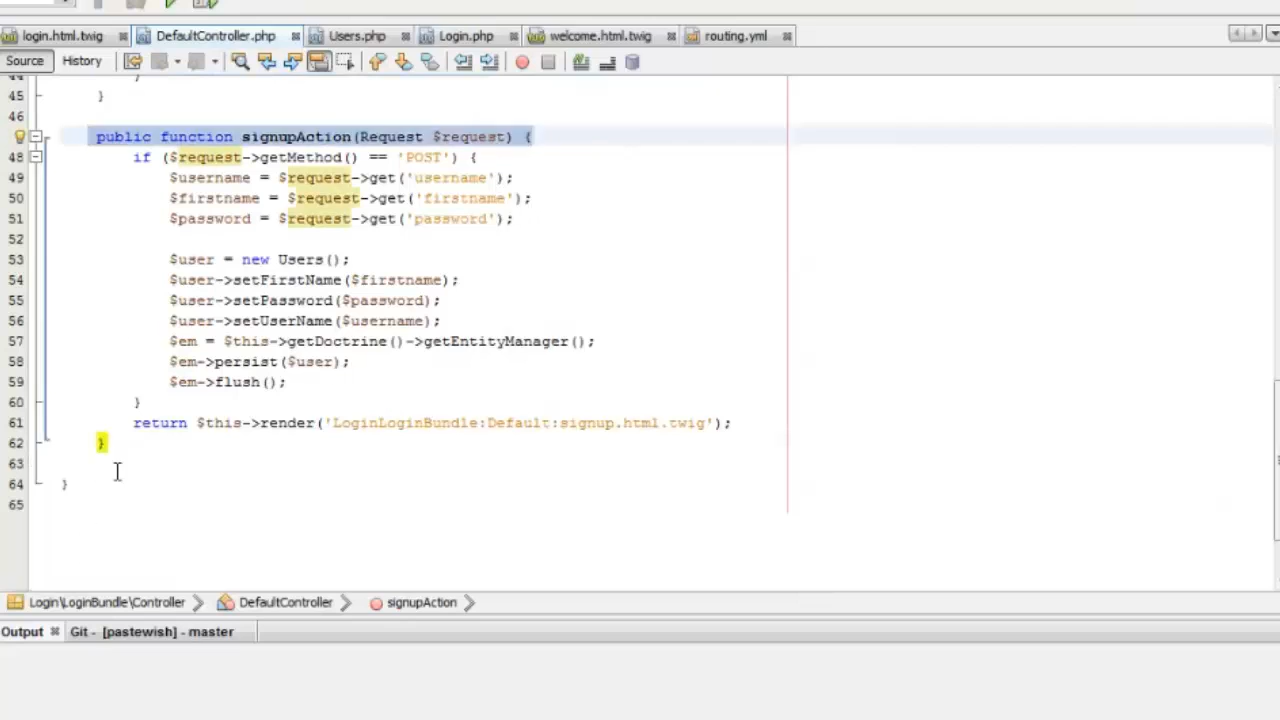 login.html.twig DefaultController.php Users.php Login.php welcome.html.twig routing.yml
Source History
44 }
45 }
46
public function signupAction(Request $request) {
48 if ($request->getMethod() == 'POST') {
49 $username = $request->get('username');
50 $firstname = $request->get('firstname');
51 $password = $request->get('password');
52
53 $user = new Users();
54 $user->setFirstName($firstname);
55 $user->setPassword($password);
56 $user->setUserName($username);
57 $em = $this->getDoctrine()->getEntityManager();
58 $em->persist($user);
59 $em->flush();
60 }
61 return $this->render('LoginLoginBundle:Default:signup.html.twig');
62 }
63
64 }
65
Login\LoginBundle\Controller DefaultController signupAction
Output Git - [pastewish] - master